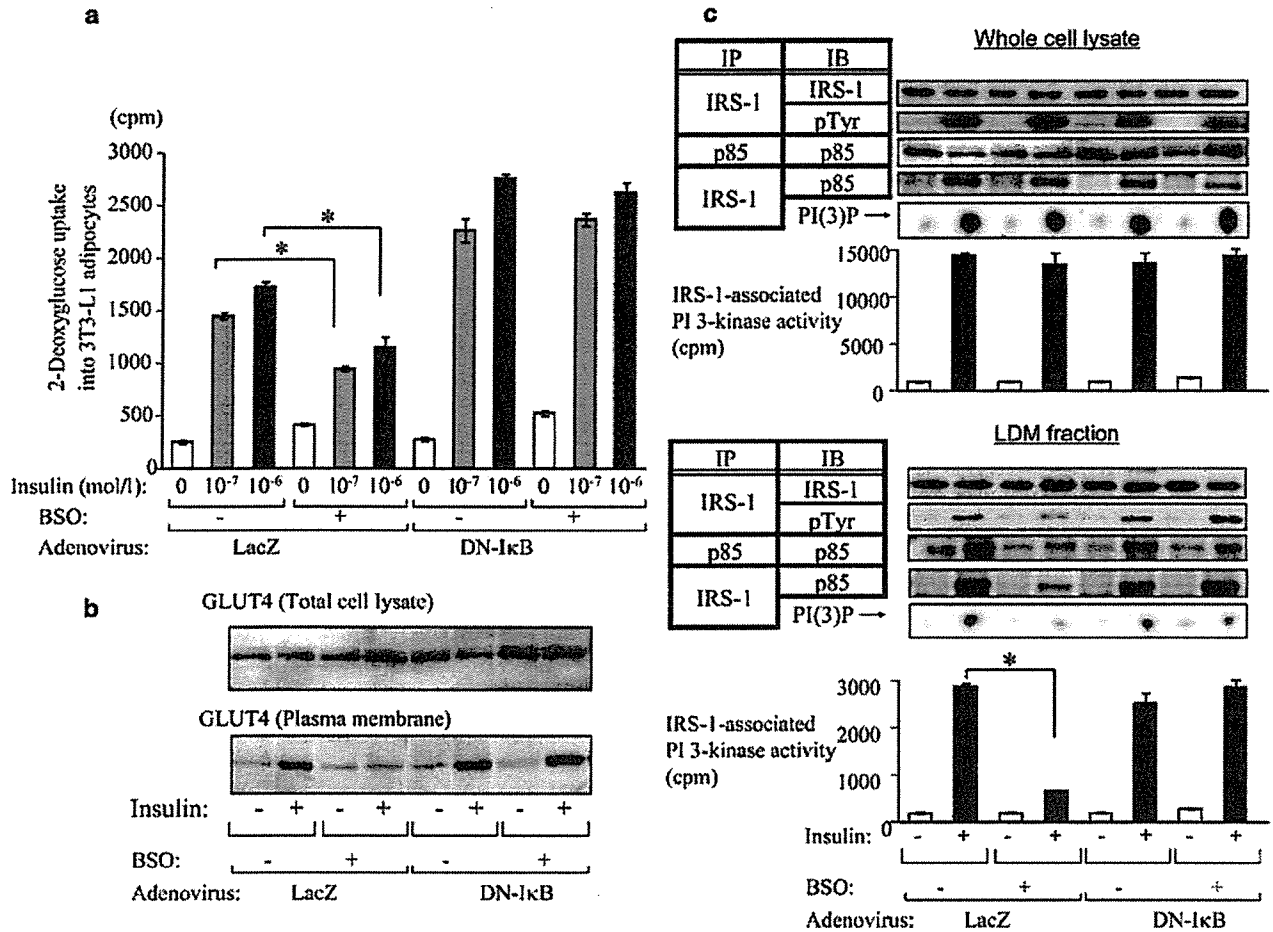 a
(cpm)
3000
2500
2000
1500
1000
500
0
2-Deoxyglucose uptake
into 3T3-L1 adipocytes
* *
Insulin (mol/l): 0 10⁻⁷ 10⁻⁶ 0 10⁻⁷ 10⁻⁶ 0 10⁻⁷ 10⁻⁶ 0 10⁻⁷ 10⁻⁶
BSO: - + - +
Adenovirus: LacZ DN-IκB
b
GLUT4 (Total cell lysate)
GLUT4 (Plasma membrane)
Insulin: - + - + - + - +
BSO: - + - +
Adenovirus: LacZ DN-IκB
c
Whole cell lysate
IP IB
IRS-1 IRS-1
pTyr
p85 p85
IRS-1 p85
PI(3)P →
15000
10000
5000
0
IRS-1-associated
PI 3-kinase activity
(cpm)
LDM fraction
IP IB
IRS-1 IRS-1
pTyr
p85 p85
IRS-1 p85
PI(3)P →
*
3000
2000
1000
0
IRS-1-associated
PI 3-kinase activity
(cpm)
Insulin: - + - + - + - +
BSO: - + - +
Adenovirus: LacZ DN-IκB